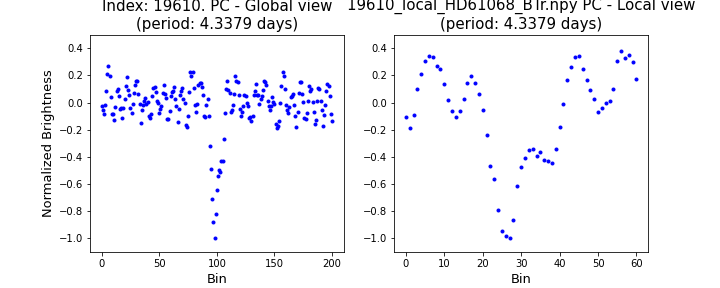 Index: 19610. PC - Global view
(period: 4.3379 days)
19610_local_HD61068_BTr.npy PC - Local view
(period: 4.3379 days)
Normalized Brightness
0.4
0.2
0.0
−0.2
−0.4
−0.6
−0.8
−1.0
0 50 100 150 200
Bin
0.4
0.2
0.0
−0.2
−0.4
−0.6
−0.8
−1.0
0 10 20 30 40 50 60
Bin